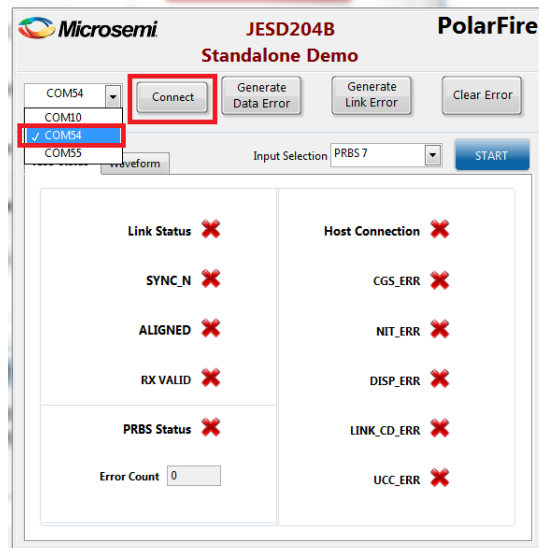 Microsemi
JESD204B
Standalone Demo
PolarFire
COM54
Connect
Generate
Data Error
Generate
Link Error
Clear Error
COM10
✓ COM54
COM55
Waveform
Input Selection
PRBS 7
START
Link Status
Host Connection
SYNC_N
CGS_ERR
ALIGNED
NIT_ERR
RX VALID
DISP_ERR
PRBS Status
LINK_CD_ERR
Error Count
0
UCC_ERR